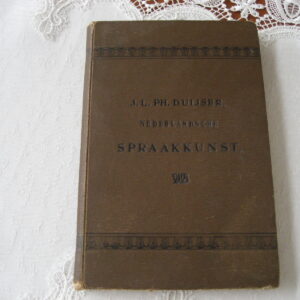 J. L. PH. DUIJSER
NEDERLANDSCHE
SPRAAKKUNST.